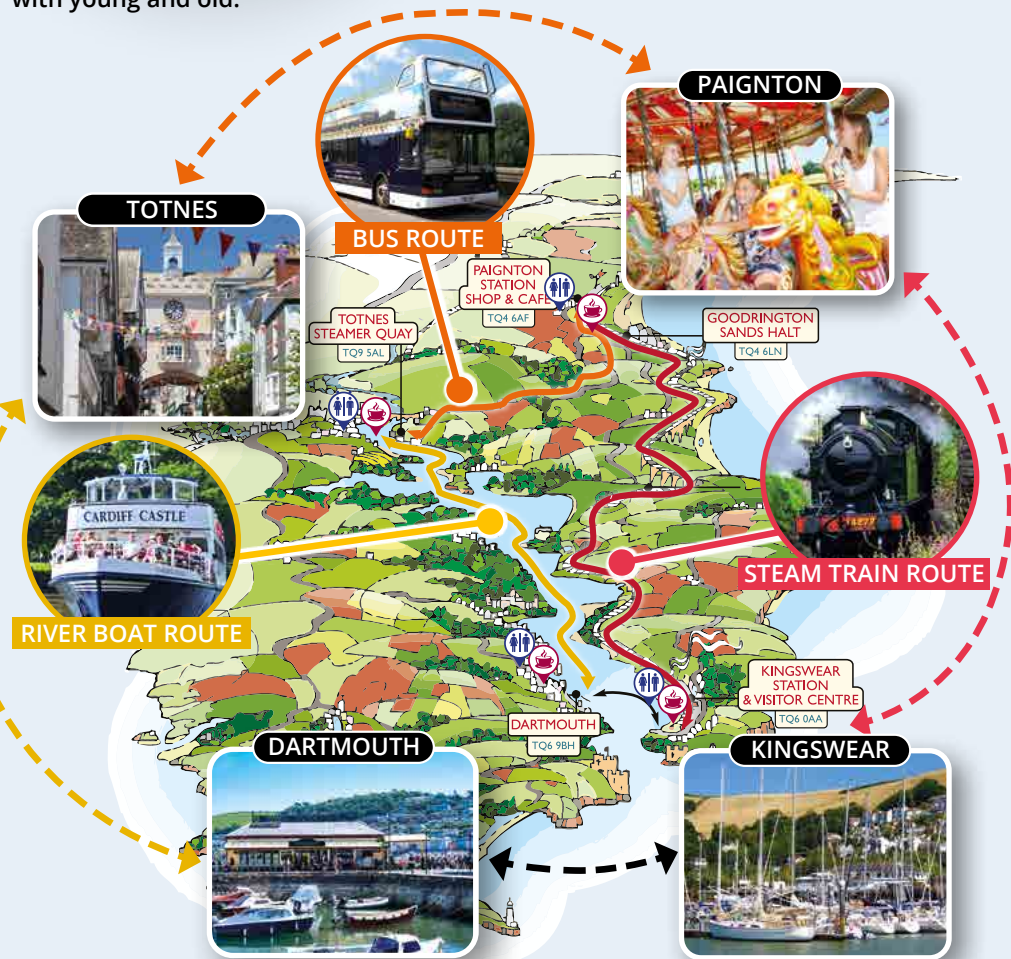 with young and old.
PAIGNTON
TOTNES
BUS ROUTE
PAIGNTON
STATION
SHOP & CAFE
TQ4 6AF
TOTNES
STEAMER QUAY
TQ9 5AL
GOODRINGTON
SANDS HALT
TQ4 6LN
CARDIFF CASTLE
RIVER BOAT ROUTE
STEAM TRAIN ROUTE
KINGSWEAR
STATION
& VISITOR CENTRE
TQ6 0AA
DARTMOUTH
TQ6 9BH
DARTMOUTH
KINGSWEAR